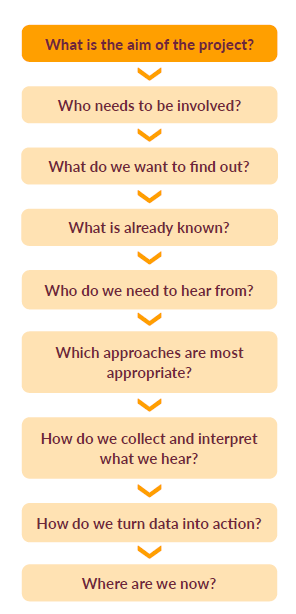 What is the aim of the project?
Who needs to be involved?
What do we want to find out?
What is already known?
Who do we need to hear from?
Which approaches are most
appropriate?
How do we collect and interpret
what we hear?
How do we turn data into action?
Where are we now?